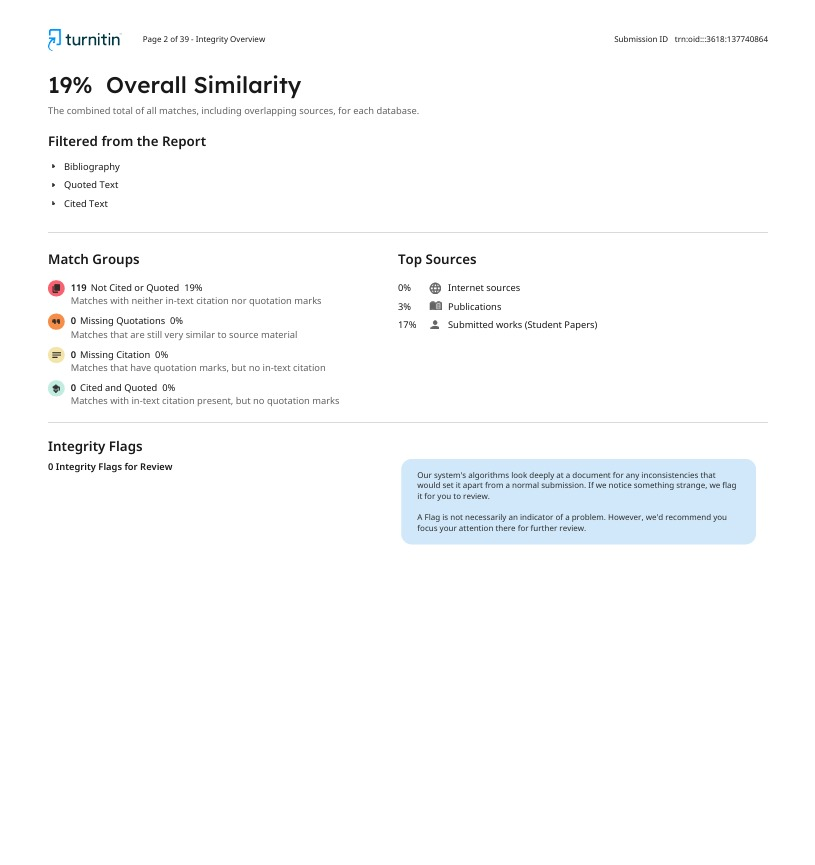 turnitin Page 2 of 39 - Integrity Overview Submission ID trn:oid:::3618:137740864
19% Overall Similarity
The combined total of all matches, including overlapping sources, for each database.
Filtered from the Report
Bibliography
Quoted Text
Cited Text
Match Groups
119 Not Cited or Quoted 19%
Matches with neither in-text citation nor quotation marks
0 Missing Quotations 0%
Matches that are still very similar to source material
0 Missing Citation 0%
Matches that have quotation marks, but no in-text citation
0 Cited and Quoted 0%
Matches with in-text citation present, but no quotation marks
Top Sources
0% Internet sources
3% Publications
17% Submitted works (Student Papers)
Integrity Flags
0 Integrity Flags for Review
Our system's algorithms look deeply at a document for any inconsistencies that
would set it apart from a normal submission. If we notice something strange, we flag
it for you to review.
A Flag is not necessarily an indicator of a problem. However, we'd recommend you
focus your attention there for further review.